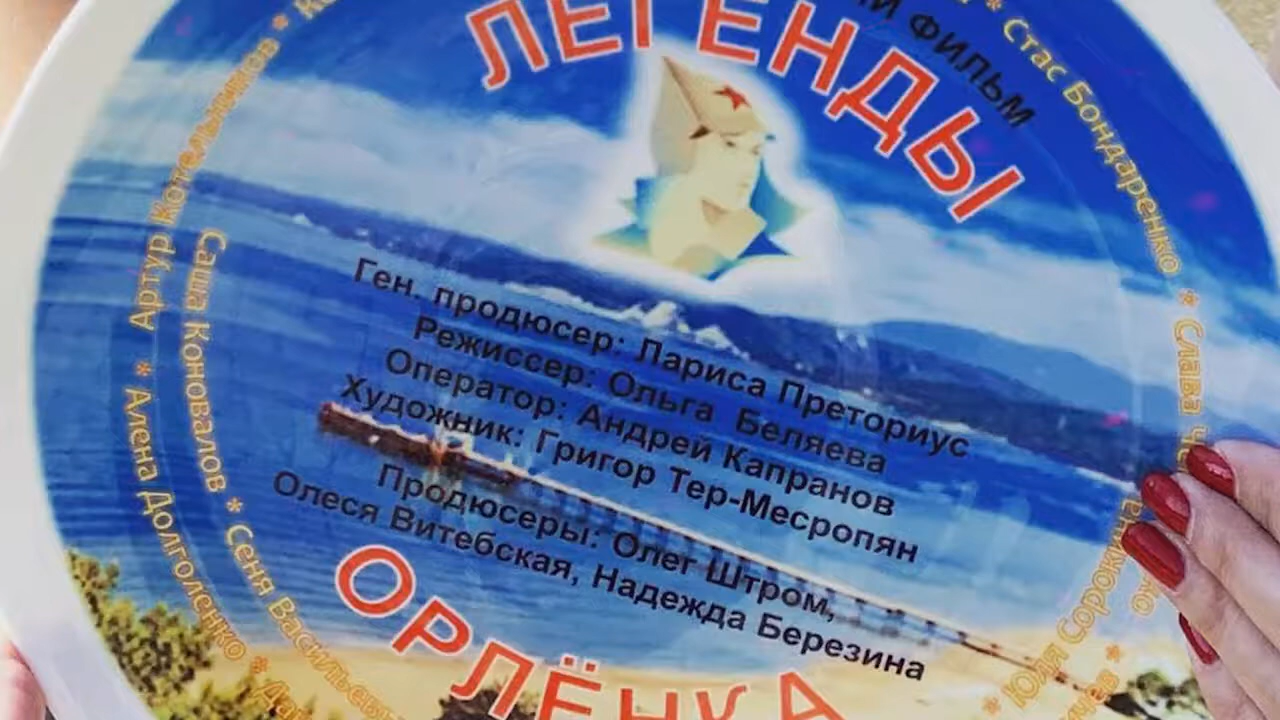 ФИЛЬМ
ЛЕГЕНДЫ
Ген. продюсер: Лариса Преториус
Режиссер: Ольга Беляева
Оператор: Андрей Капранов
Художник: Григор Тер-Месропян
Продюсеры: Олег Штром,
Олеся Витебская, Надежда Березина
ОРЛЁНКА
* Стас Бондаренко * Слава
* Юля Сорокина
Алена Долголенко * Артур Котельников *
Саша Коновалов * Сеня Васильев